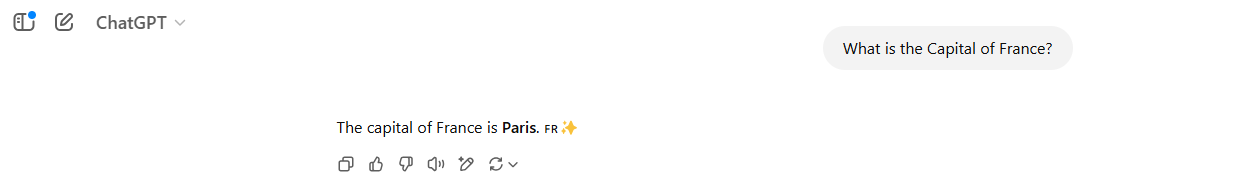 ChatGPT
What is the Capital of France?
The capital of France is Paris. FR✨